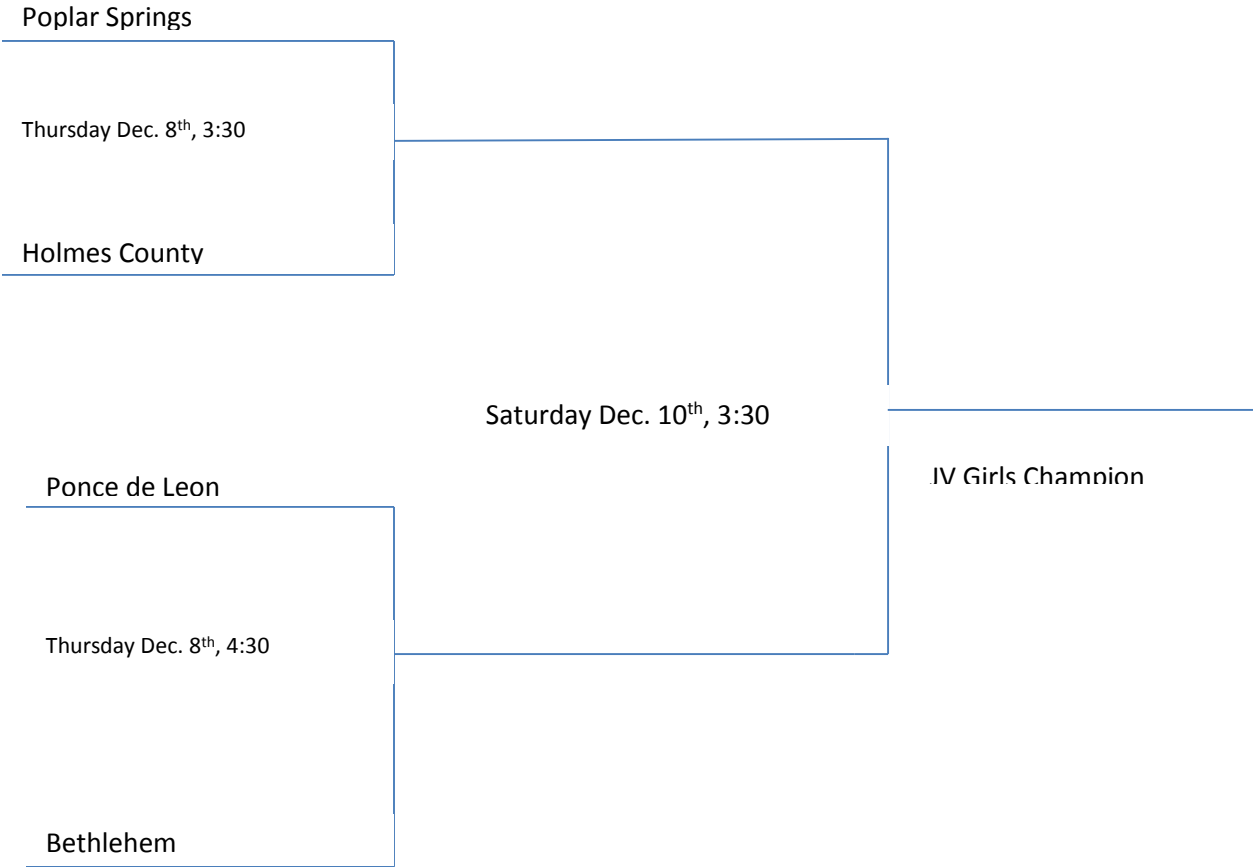 Poplar Springs
Thursday Dec. 8th, 3:30
Holmes County
Saturday Dec. 10th, 3:30
Ponce de Leon
JV Girls Champion
Thursday Dec. 8th, 4:30
Bethlehem